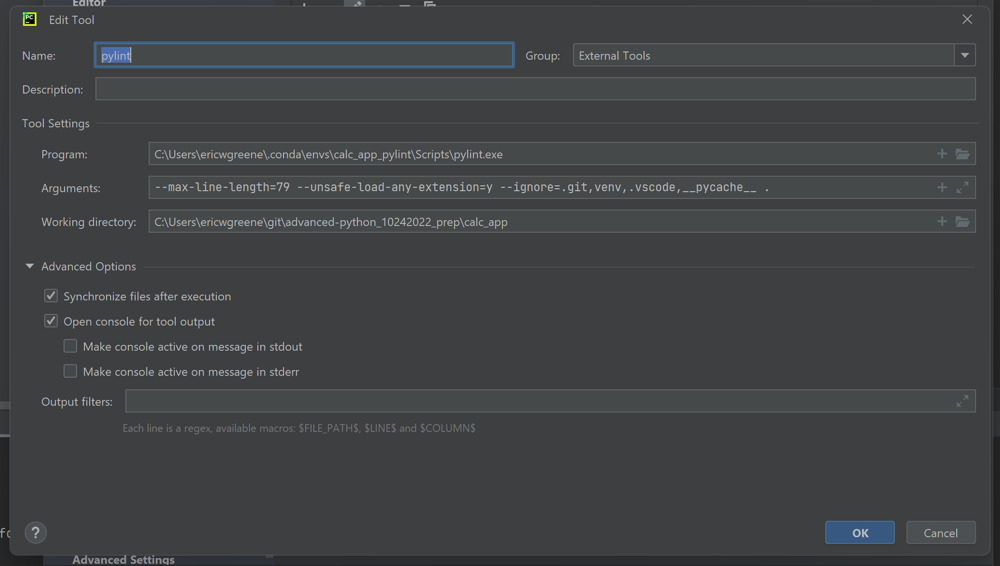 Editor
PC
Edit Tool
Name: pylint Group: External Tools
Description:
Tool Settings
Program: C:\Users\ericwgreene\.conda\envs\calc_app_pylint\Scripts\pylint.exe
Arguments: --max-line-length=79 --unsafe-load-any-extension=y --ignore=.git,venv,.vscode,__pycache__ .
Working directory: C:\Users\ericwgreene\git\advanced-python_10242022_prep\calc_app
Advanced Options
Synchronize files after execution
Open console for tool output
Make console active on message in stdout
Make console active on message in stderr
Output filters:
Each line is a regex, available macros: $FILE_PATH$, $LINE$ and $COLUMN$
? OK Cancel
Advanced Settings